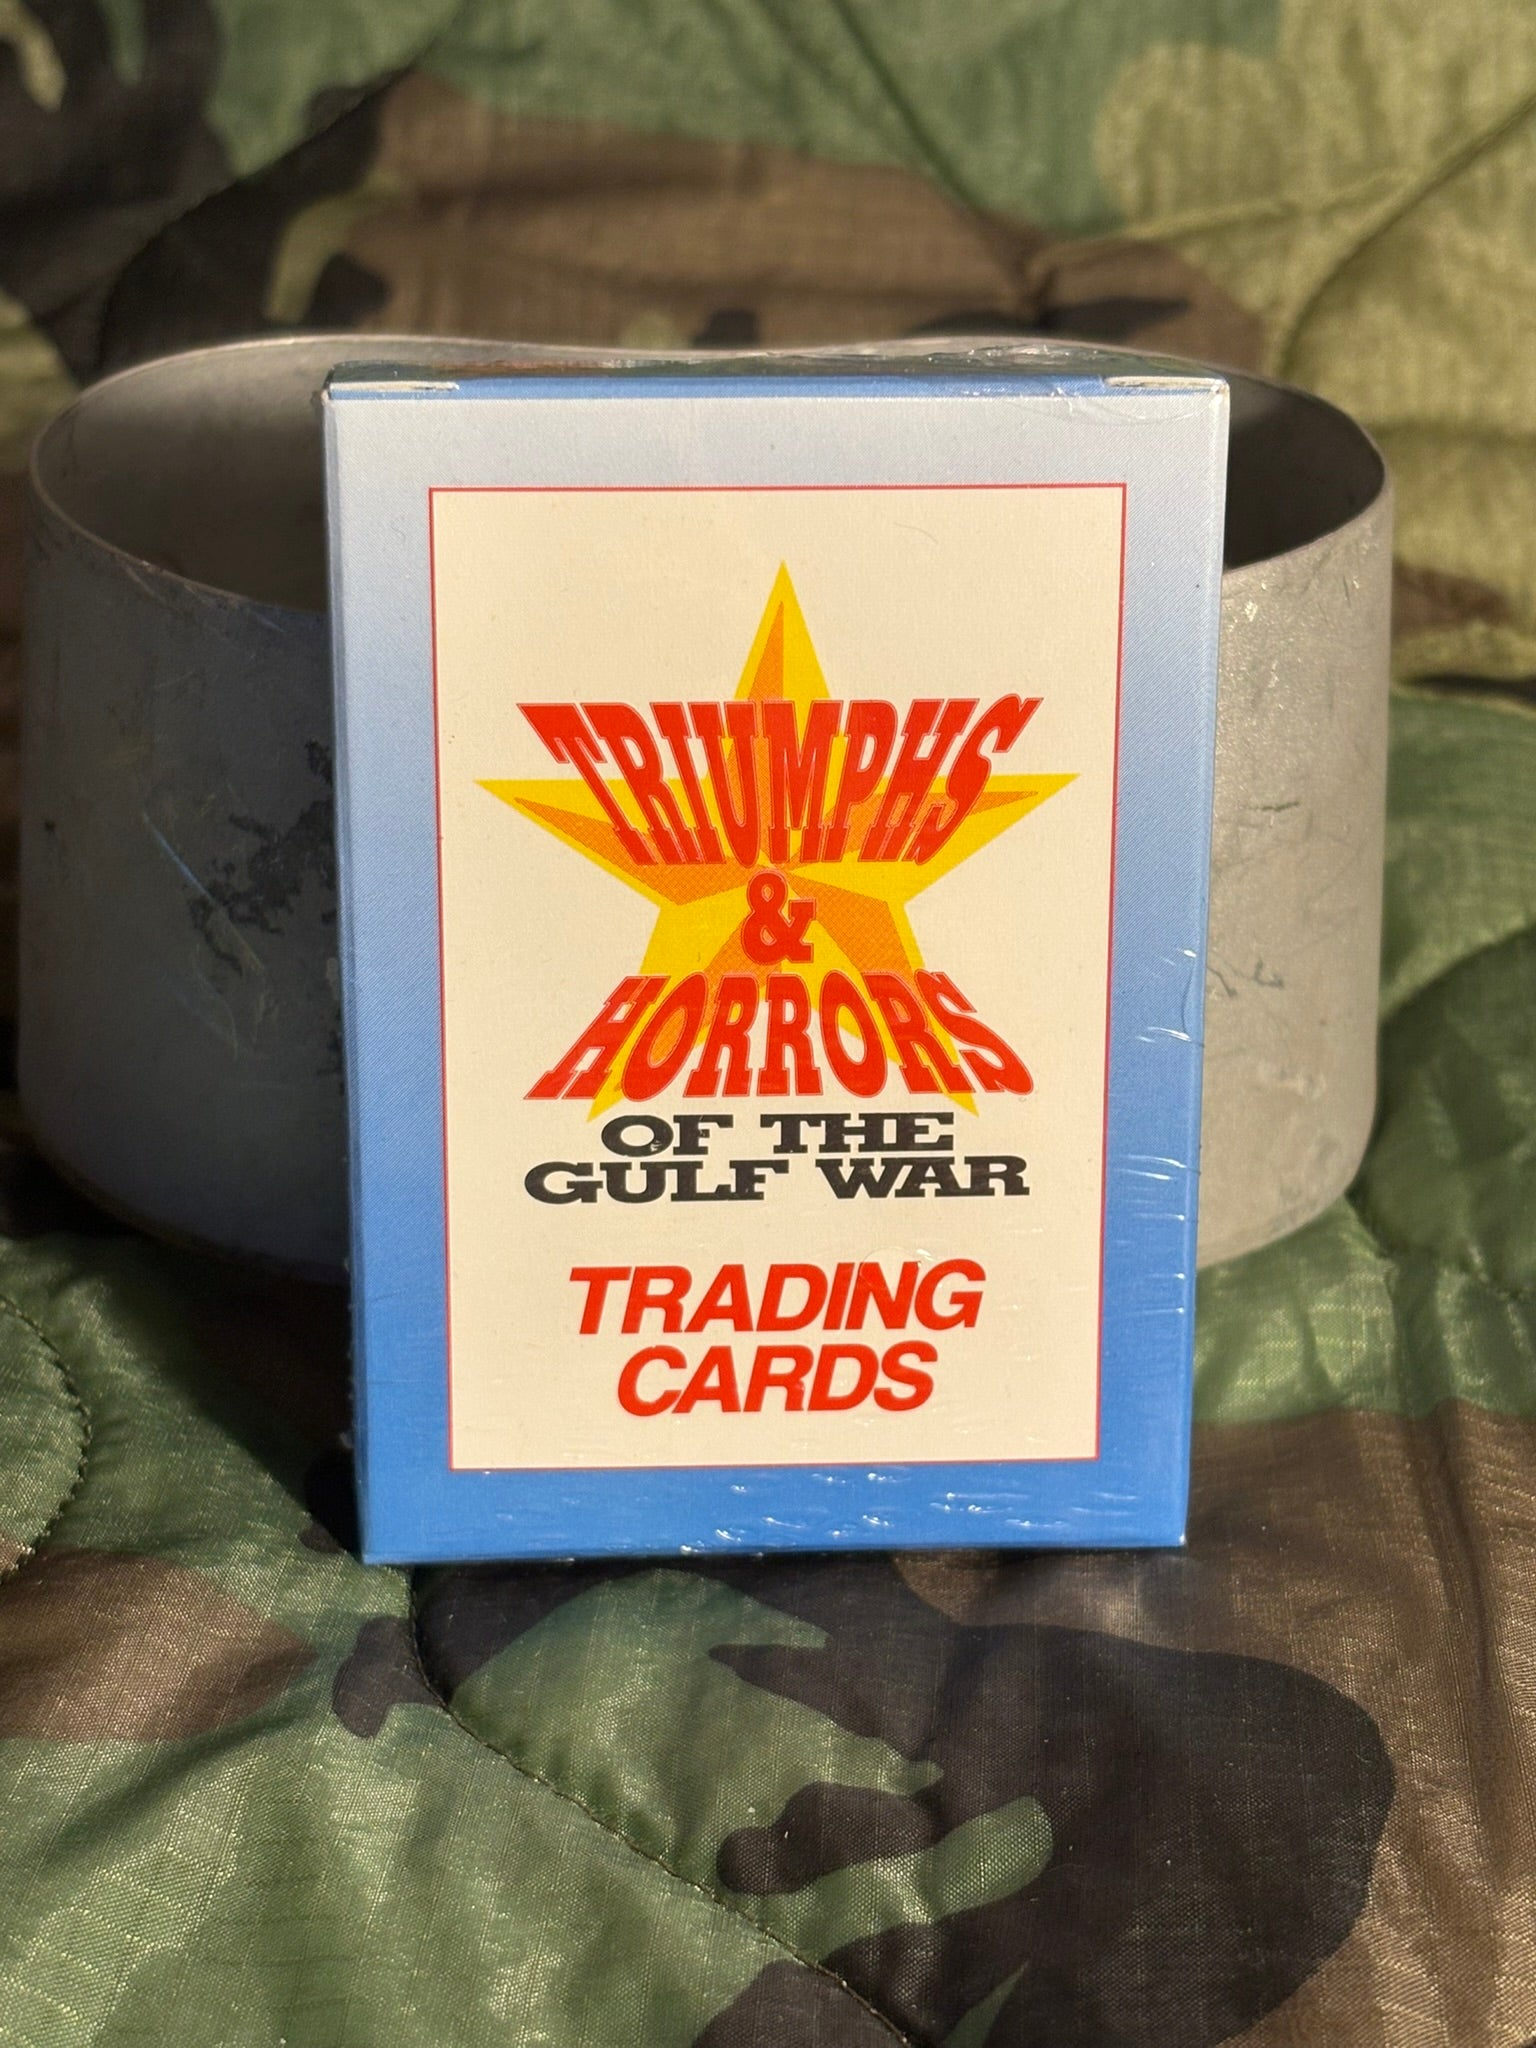 TRIUMPHS
&
HORRORS
OF THE
GULF WAR
TRADING
CARDS